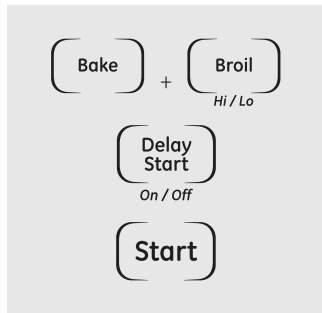 Bake + Broil
Hi / Lo
Delay
Start
On / Off
Start